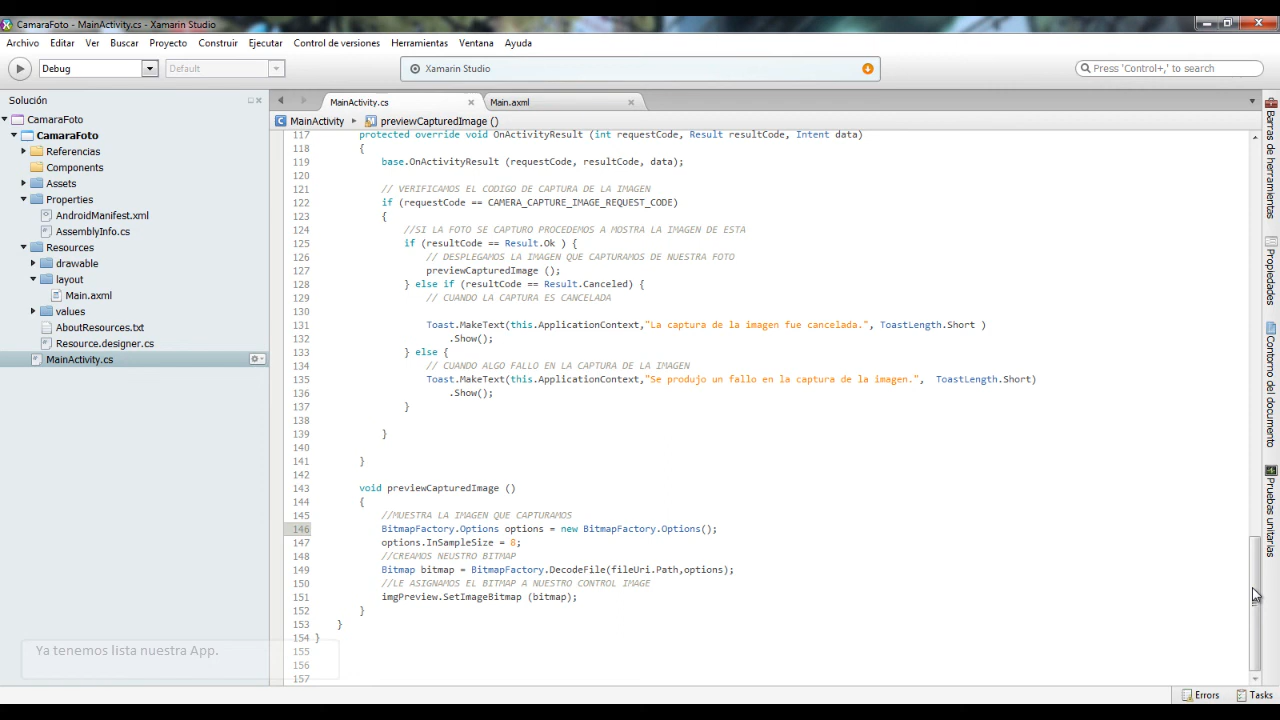 CamaraFoto - MainActivity.cs - Xamarin Studio
Archivo Editar Ver Buscar Proyecto Construir Ejecutar Control de versiones Herramientas Ventana Ayuda
Debug Default Xamarin Studio Press 'Control+,' to search
Solución
CamaraFoto
CamaraFoto
Referencias
Components
Assets
Properties
AndroidManifest.xml
AssemblyInfo.cs
Resources
drawable
layout
Main.axml
values
AboutResources.txt
Resource.designer.cs
MainActivity.cs
MainActivity.cs Main.axml
MainActivity previewCapturedImage ()
117 protected override void OnActivityResult (int requestCode, Result resultCode, Intent data)
118 {
119 base.OnActivityResult (requestCode, resultCode, data);
120
121 // VERIFICAMOS EL CODIGO DE CAPTURA DE LA IMAGEN
122 if (requestCode == CAMERA_CAPTURE_IMAGE_REQUEST_CODE)
123 {
124 //SI LA FOTO SE CAPTURO PROCEDEMOS A MOSTRA LA IMAGEN DE ESTA
125 if (resultCode == Result.Ok ) {
126 // DESPLEGAMOS LA IMAGEN QUE CAPTURAMOS DE NUESTRA FOTO
127 previewCapturedImage ();
128 } else if (resultCode == Result.Canceled) {
129 // CUANDO LA CAPTURA ES CANCELADA
130
131 Toast.MakeText(this.ApplicationContext,"La captura de la imagen fue cancelada.", ToastLength.Short )
132 .Show();
133 } else {
134 // CUANDO ALGO FALLO EN LA CAPTURA DE LA IMAGEN
135 Toast.MakeText(this.ApplicationContext,"Se produjo un fallo en la captura de la imagen.", ToastLength.Short)
136 .Show();
137 }
138
139 }
140
141 }
142
143 void previewCapturedImage ()
144 {
145 //MUESTRA LA IMAGEN QUE CAPTURAMOS
146 BitmapFactory.Options options = new BitmapFactory.Options();
147 options.InSampleSize = 8;
148 //CREAMOS NEUSTRO BITMAP
149 Bitmap bitmap = BitmapFactory.DecodeFile(fileUri.Path,options);
150 //LE ASIGNAMOS EL BITMAP A NUESTRO CONTROL IMAGE
151 imgPreview.SetImageBitmap (bitmap);
152 }
153 }
154 }
155
156
157
Ya tenemos lista nuestra App.
Barras de herramientas
Propiedades
Contorno del documento
Pruebas unitarias
Errors Tasks